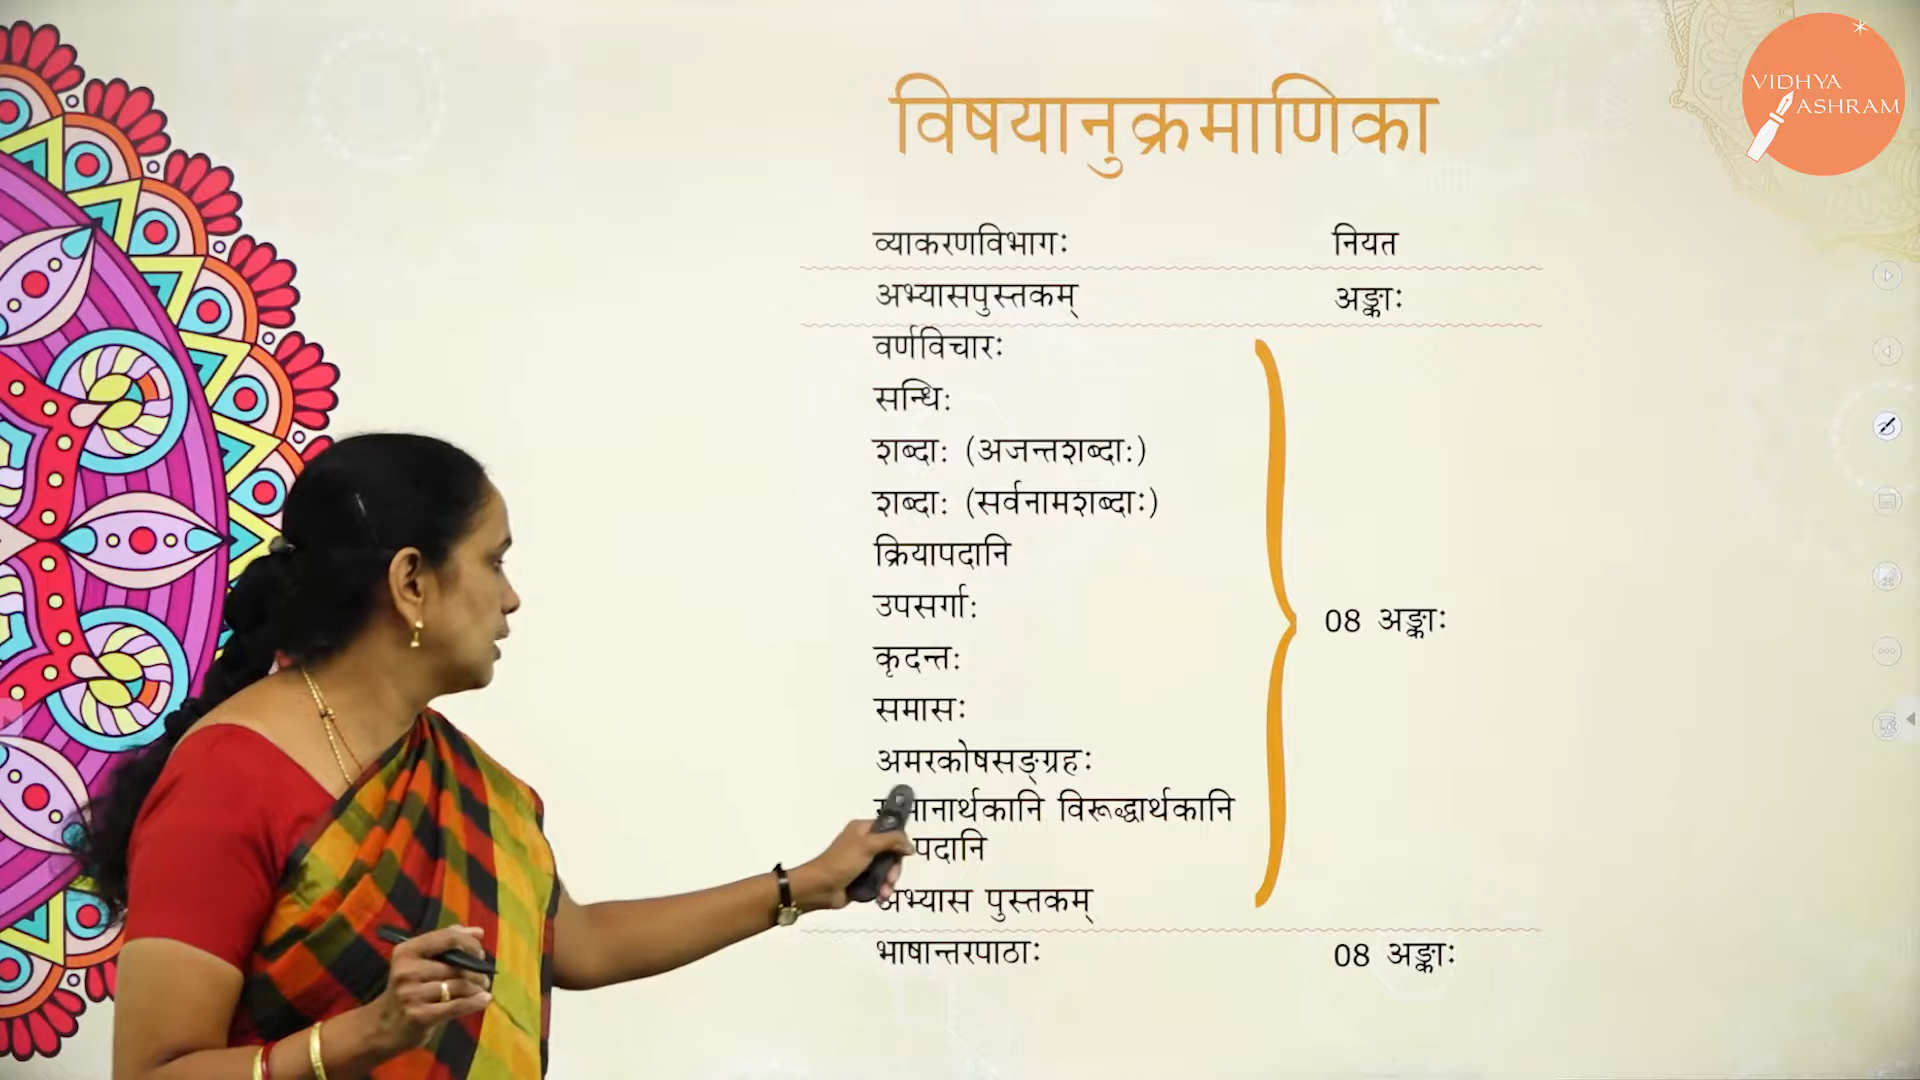 विषयानुक्रमाणिका
VIDHYA
ASHRAM
व्याकरणविभागः नियत
अभ्यासपुस्तकम् अङ्काः
वर्णविचारः
सन्धिः
शब्दाः (अजन्तशब्दाः)
शब्दाः (सर्वनामशब्दाः)
क्रियापदानि
उपसर्गाः
08 अङ्काः
कृदन्तः
समासः
अमरकोषसङ्ग्रहः
विरूद्धार्थकानि
पदानि
अभ्यास पुस्तकम्
भाषान्तरपाठाः 08 अङ्काः